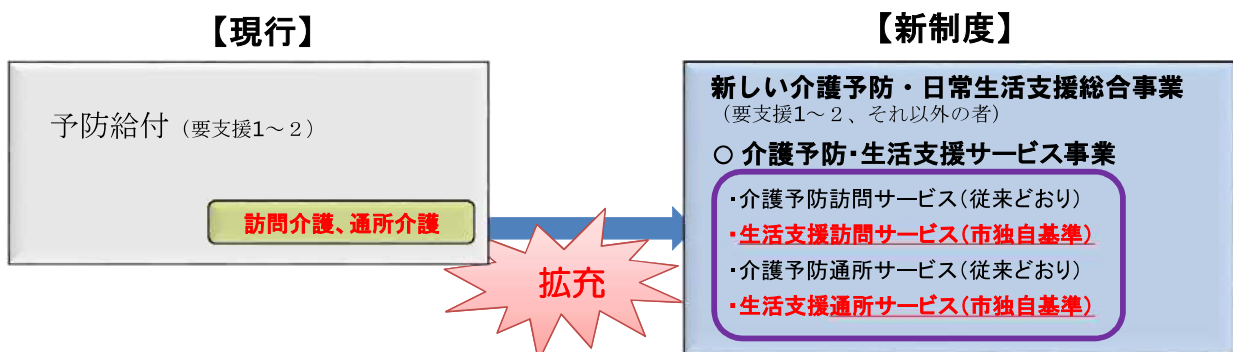 【現行】
予防給付（要支援1～２）
訪問介護、通所介護
拡充
【新制度】
新しい介護予防・日常生活支援総合事業
（要支援1～２、それ以外の者）
○ 介護予防・生活支援サービス事業
・介護予防訪問サービス（従来どおり）
・生活支援訪問サービス（市独自基準）
・介護予防通所サービス（従来どおり）
・生活支援通所サービス（市独自基準）